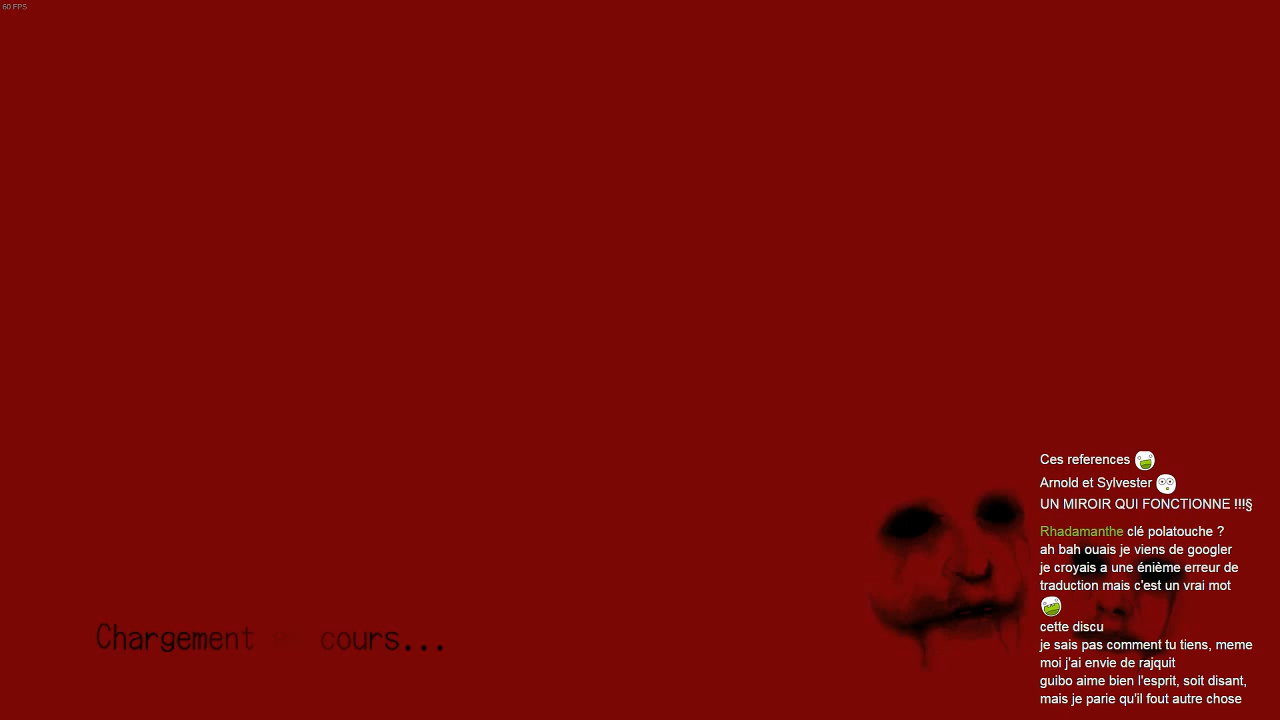 60 FPS
Ces references
Arnold et Sylvester
UN MIROIR QUI FONCTIONNE !!!§
Rhadamanthe clé polatouche ?
ah bah ouais je viens de googler
je croyais a une énième erreur de
traduction mais c'est un vrai mot
cette discu
je sais pas comment tu tiens, meme
moi j'ai envie de rajquit
guibo aime bien l'esprit, soit disant,
mais je parie qu'il fout autre chose
Chargement en cours...